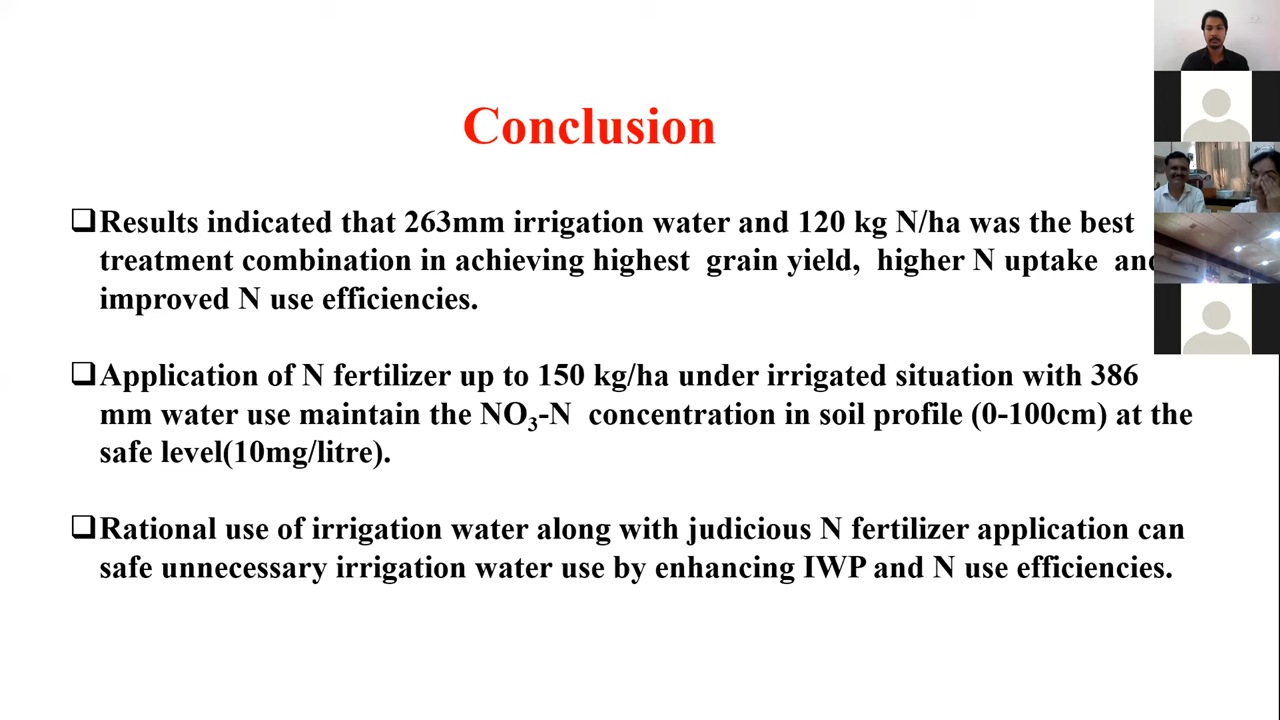 Conclusion
❑Results indicated that 263mm irrigation water and 120 kg N/ha was the best
treatment combination in achieving highest grain yield, higher N uptake and
improved N use efficiencies.
❑Application of N fertilizer up to 150 kg/ha under irrigated situation with 386
mm water use maintain the NO₃-N concentration in soil profile (0-100cm) at the
safe level(10mg/litre).
❑Rational use of irrigation water along with judicious N fertilizer application can
safe unnecessary irrigation water use by enhancing IWP and N use efficiencies.